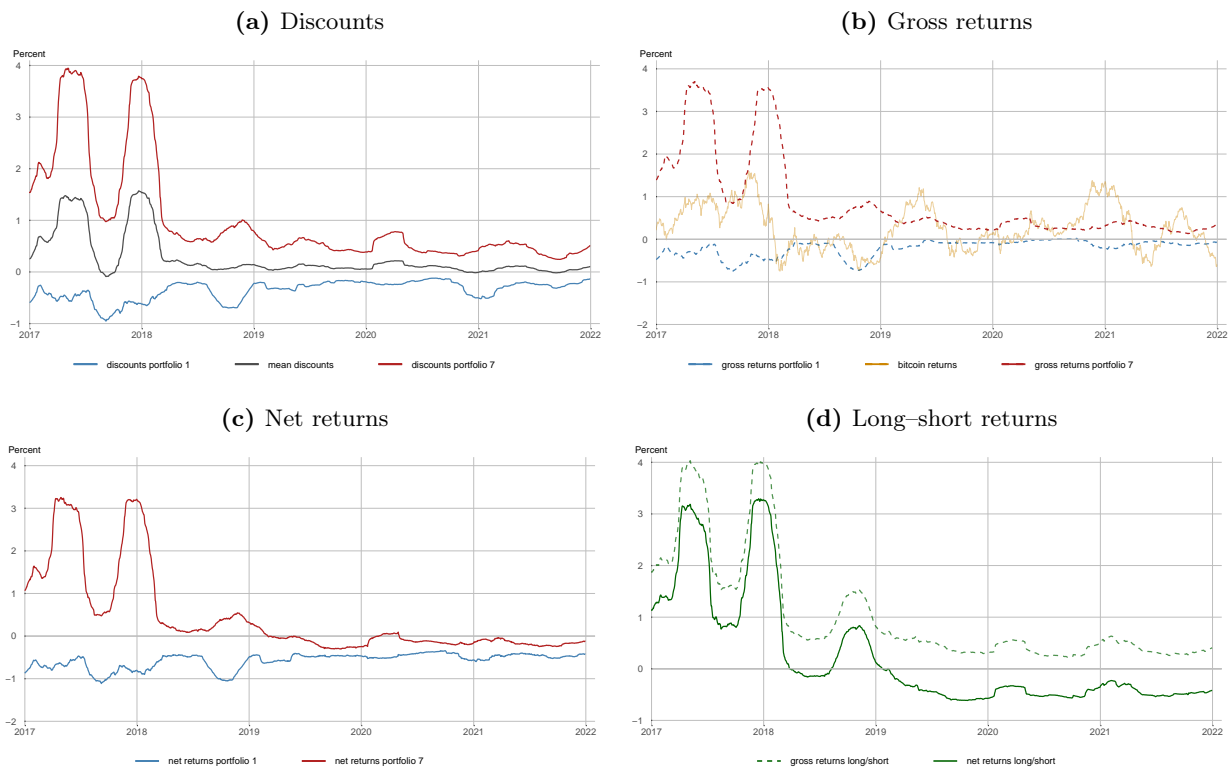 (a) Discounts
Percent
4
3
2
1
0
−1
2017 2018 2019 2020 2021 2022
discounts portfolio 1 mean discounts discounts portfolio 7
(b) Gross returns
Percent
4
3
2
1
0
−1
−2
2017 2018 2019 2020 2021 2022
gross returns portfolio 1 bitcoin returns gross returns portfolio 7
(c) Net returns
Percent
4
3
2
1
0
−1
−2
2017 2018 2019 2020 2021 2022
net returns portfolio 1 net returns portfolio 7
(d) Long–short returns
Percent
4
3
2
1
0
−1
2017 2018 2019 2020 2021 2022
gross returns long/short net returns long/short